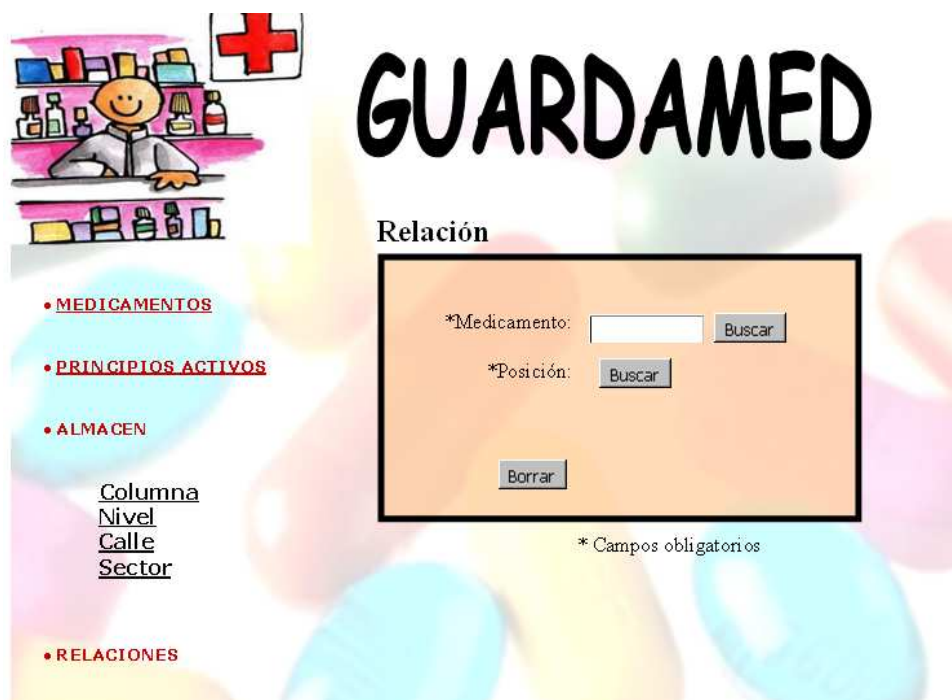 GUARDAMED
Relación
*Medicamento: Buscar
*Posición: Buscar
Borrar
* Campos obligatorios
• MEDICAMENTOS
• PRINCIPIOS ACTIVOS
• ALMACEN
Columna
Nivel
Calle
Sector
• RELACIONES